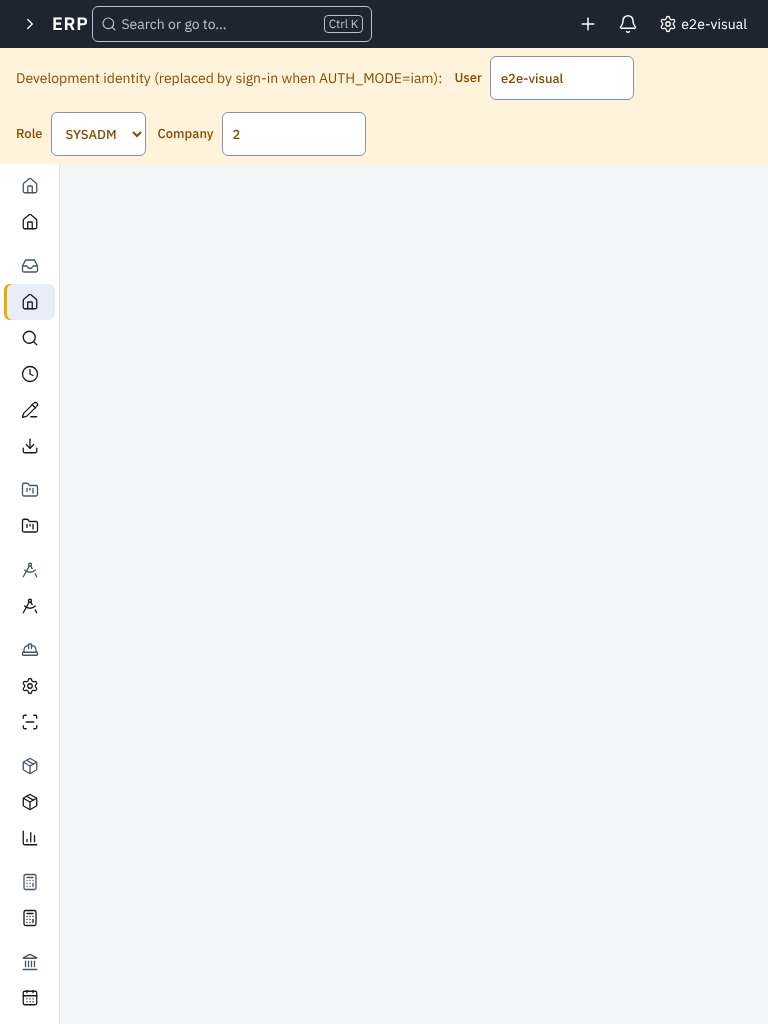 ERP Search or go to... Ctrl K e2e-visual
Development identity (replaced by sign-in when AUTH_MODE=iam): User e2e-visual
Role SYSADM Company 2